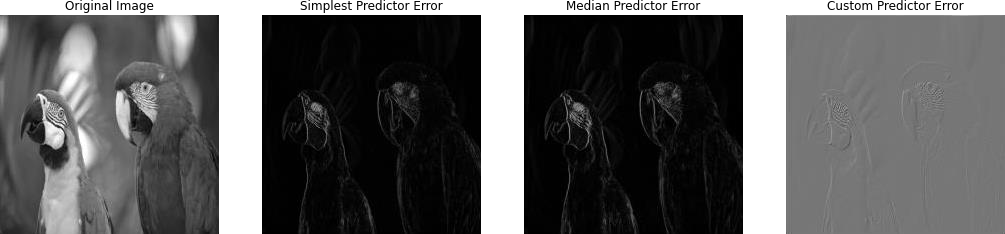 Original Image
Simplest Predictor Error
Median Predictor Error
Custom Predictor Error